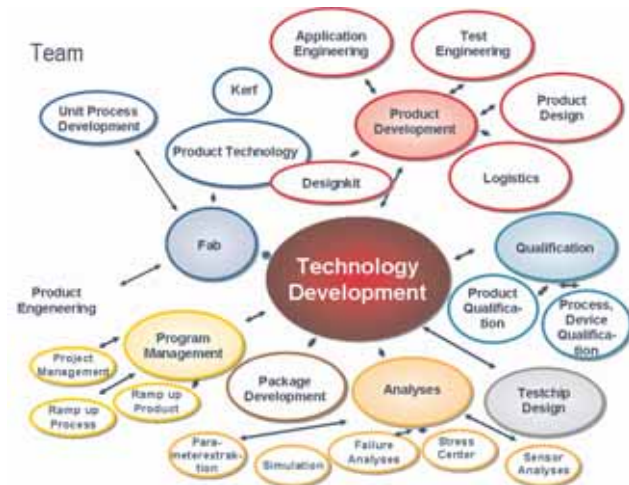 Team
Application
Engineering
Test
Engineering
Kerf
Unit Process
Development
Product
Development
Product
Design
Product Technology
Designkit
Logistics
Fab
Technology
Development
Qualification
Product
Qualifica-
tion
Process,
Device
Qualifica-
tion
Product
Engeneering
Program
Management
Project
Management
Ramp up
Product
Ramp up
Process
Package
Development
Analyses
Testchip
Design
Para-
meterextrak-
tion
Simulation
Failure
Analyses
Stress
Center
Sensor
Analyses